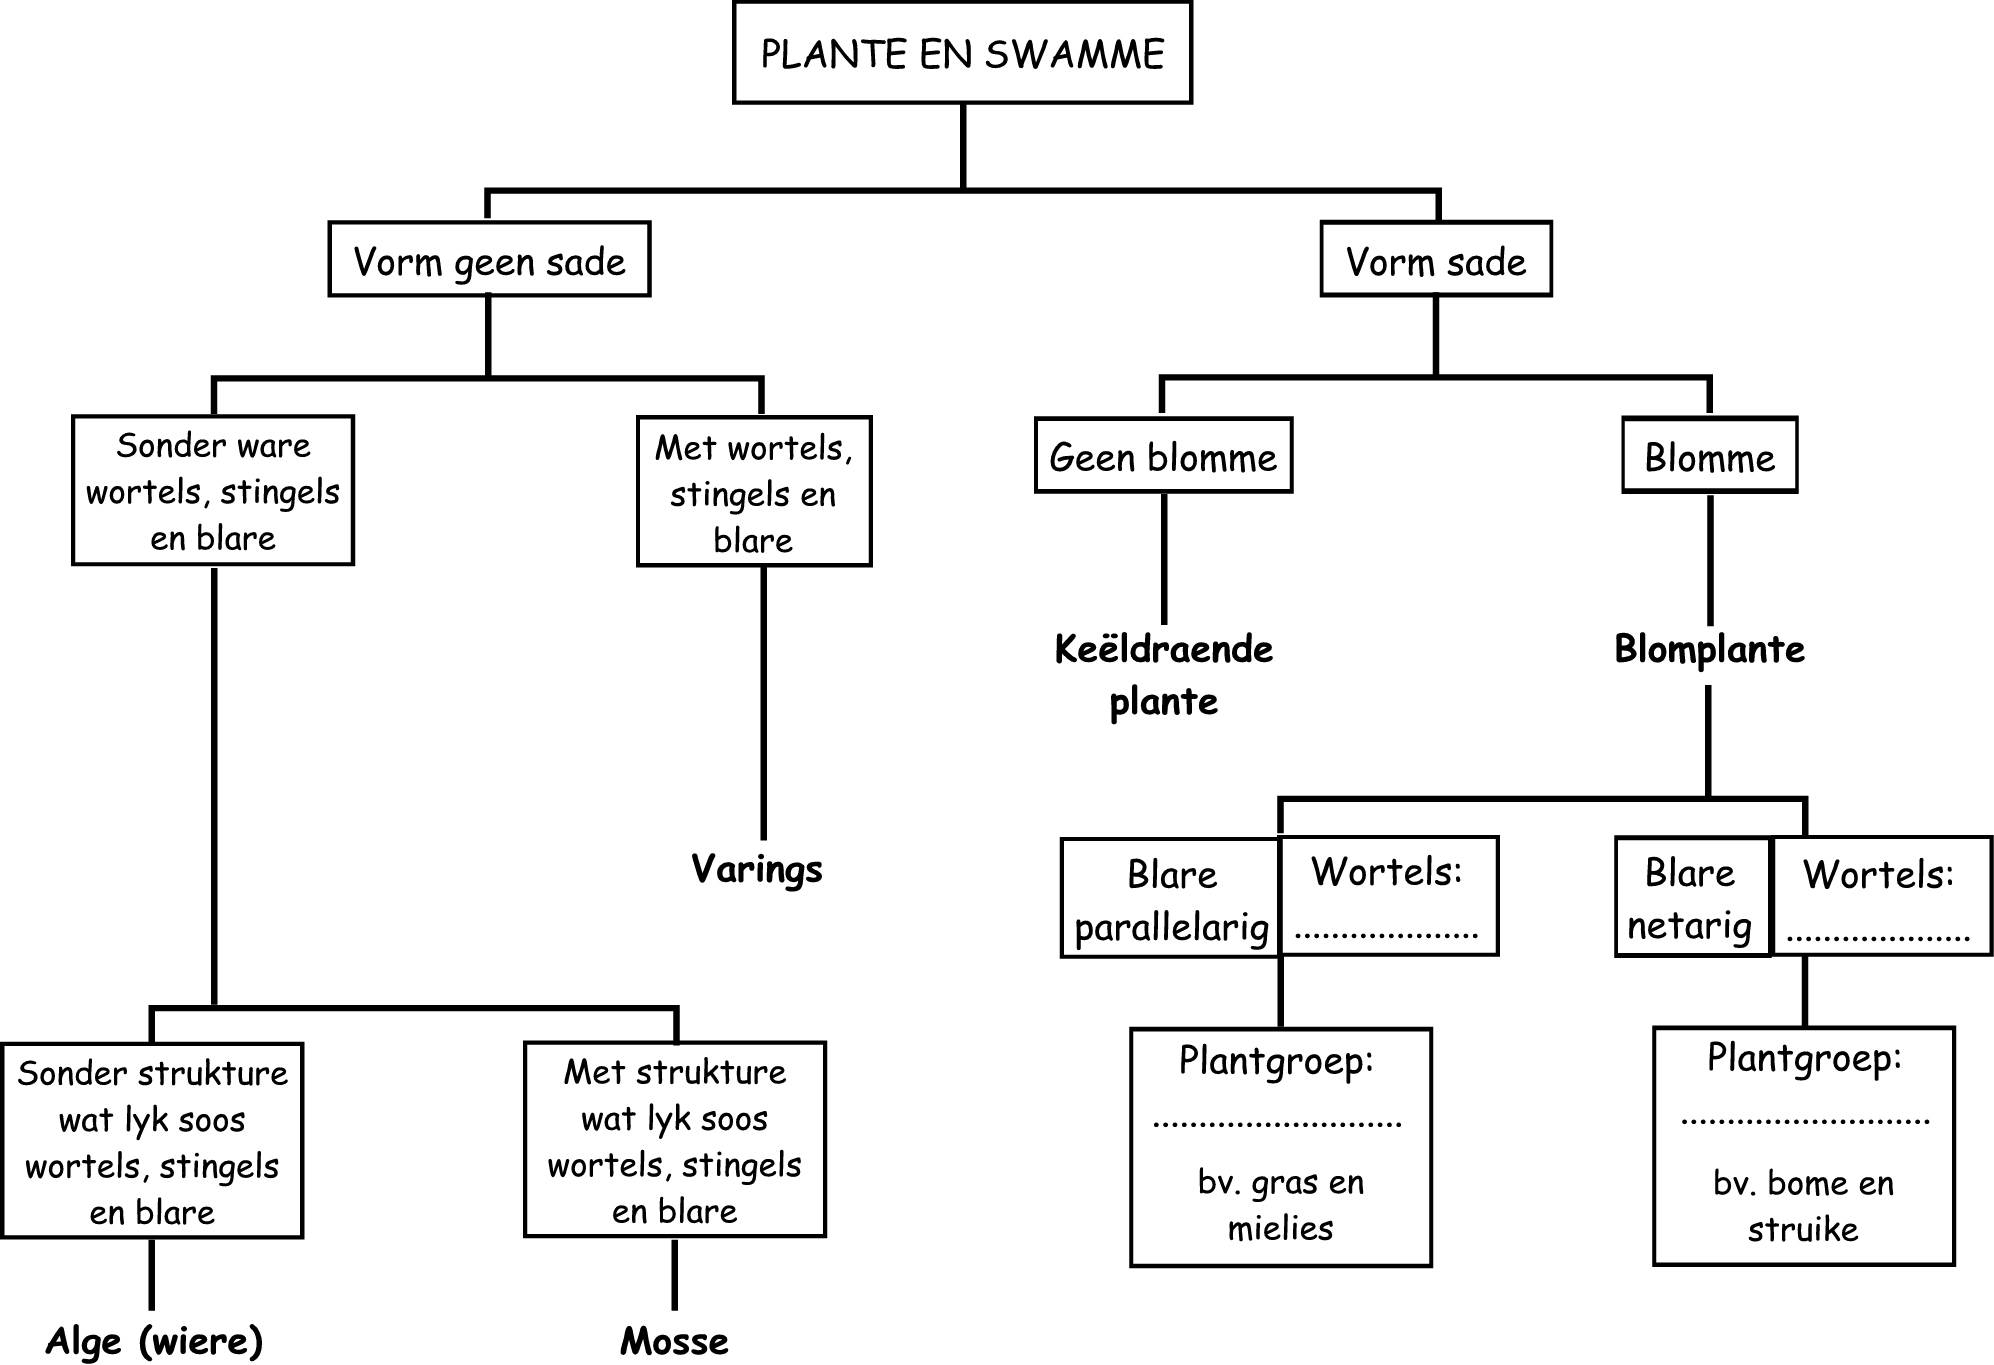 PLANTE EN SWAMME
Vorm geen sade
Vorm sade
Sonder ware
wortels, stingels
en blare
Met wortels,
stingels en
blare
Geen blomme
Blomme
Keëldraende
plante
Blomplante
Varings
Blare
parallelarig
Wortels:
....................
Blare
netarig
Wortels:
....................
Sonder strukture
wat lyk soos
wortels, stingels
en blare
Met strukture
wat lyk soos
wortels, stingels
en blare
Plantgroep:
...........................
bv. gras en
mielies
Plantgroep:
...........................
bv. bome en
struike
Alge (wiere)
Mosse